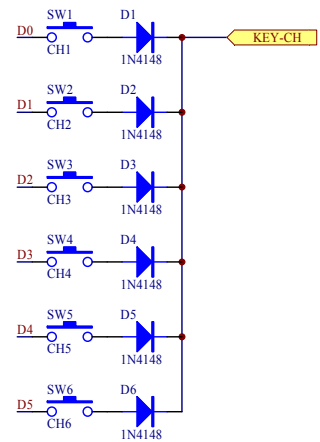 SW1 D1
D0 KEY-CH
CH1 1N4148
SW2 D2
D1
CH2 1N4148
SW3 D3
D2
CH3 1N4148
SW4 D4
D3
CH4 1N4148
SW5 D5
D4
CH5 1N4148
SW6 D6
D5
CH6 1N4148